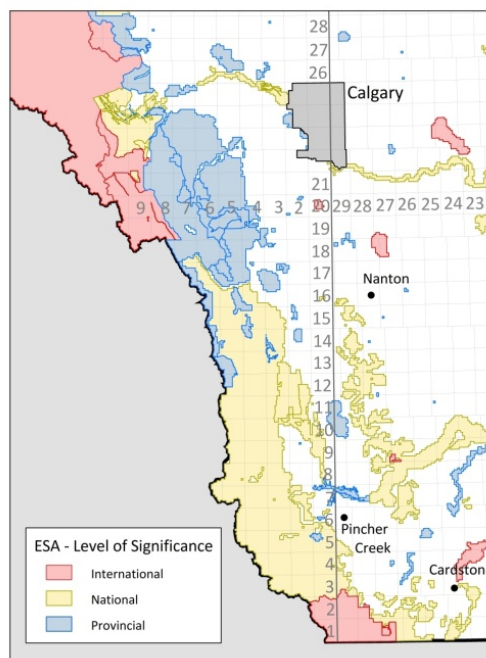 28
27
26
Calgary
21
9 8 7 6 5 4 3 2 20 29 28 27 26 25 24 23
19
18
17
Nanton
16
15
14
13
12
11
10
9
8
7
6
Pincher
Creek
5
4
Cardston
3
2
1
ESA - Level of Significance
International
National
Provincial